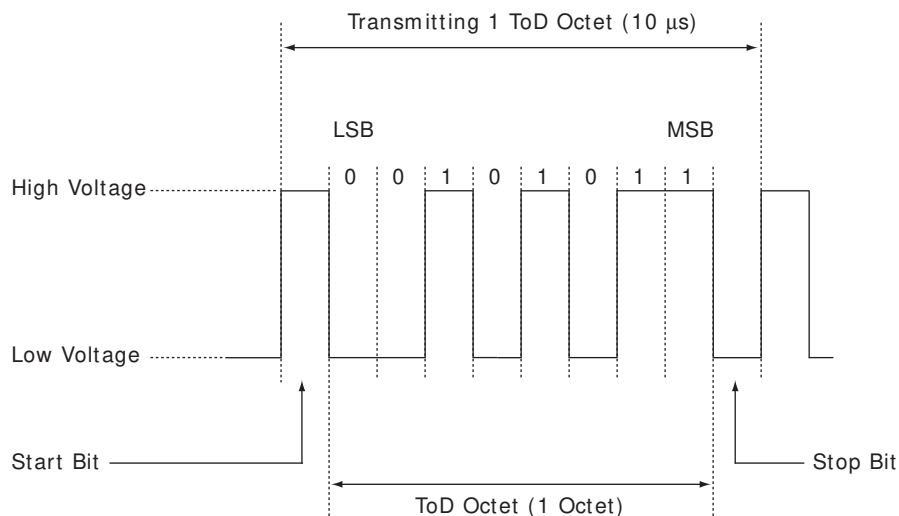 Transmitting 1 ToD Octet (10 μs)
LSB MSB
0 0 1 0 1 0 1 1
High Voltage
Low Voltage
Start Bit
Stop Bit
ToD Octet (1 Octet)